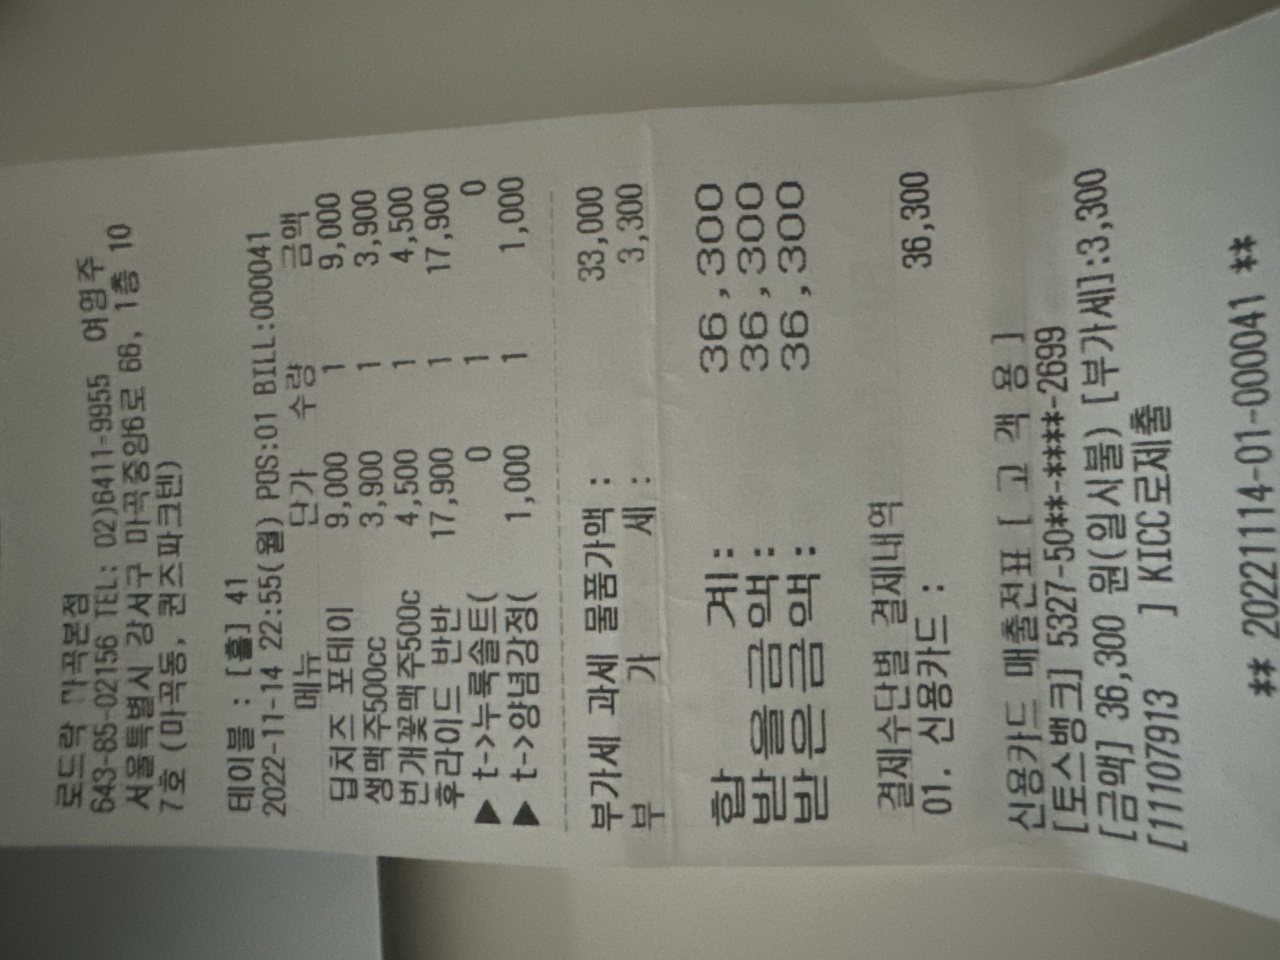 로드락 마곡본점
643-85-02156 TEL: 02)6411-9955 여영주
서울특별시 강서구 마곡중앙6로 66, 1층 10
7호 (마곡동, 퀸즈파크텐)
테이블 : [홀] 41
2022-11-14 22:55(월) POS:01 BILL:000041
메뉴 단가 수량 금액
딥치즈 포테이 9,000 1 9,000
생맥주500cc 3,900 1 3,900
번개꽃맥주500c 4,500 1 4,500
후라이드 반반 17,900 1 17,900
▶ t->누룩솔트( 0 1 0
▶ t->양념강정( 1,000 1 1,000
부가세 과세 물품가액 : 33,000
부 가 세 : 3,300
합 계 : 36,300
받을금액 : 36,300
받은금액 : 36,300
결제수단별 결제내역
01. 신용카드 : 36,300
신용카드 매출전표 [ 고 객 용 ]
[토스뱅크] 5327-50**-****-2699
[금액] 36,300 원(일시불) [부가세]:3,300
[11107913 ] KICC로제출
** 20221114-01-000041 **